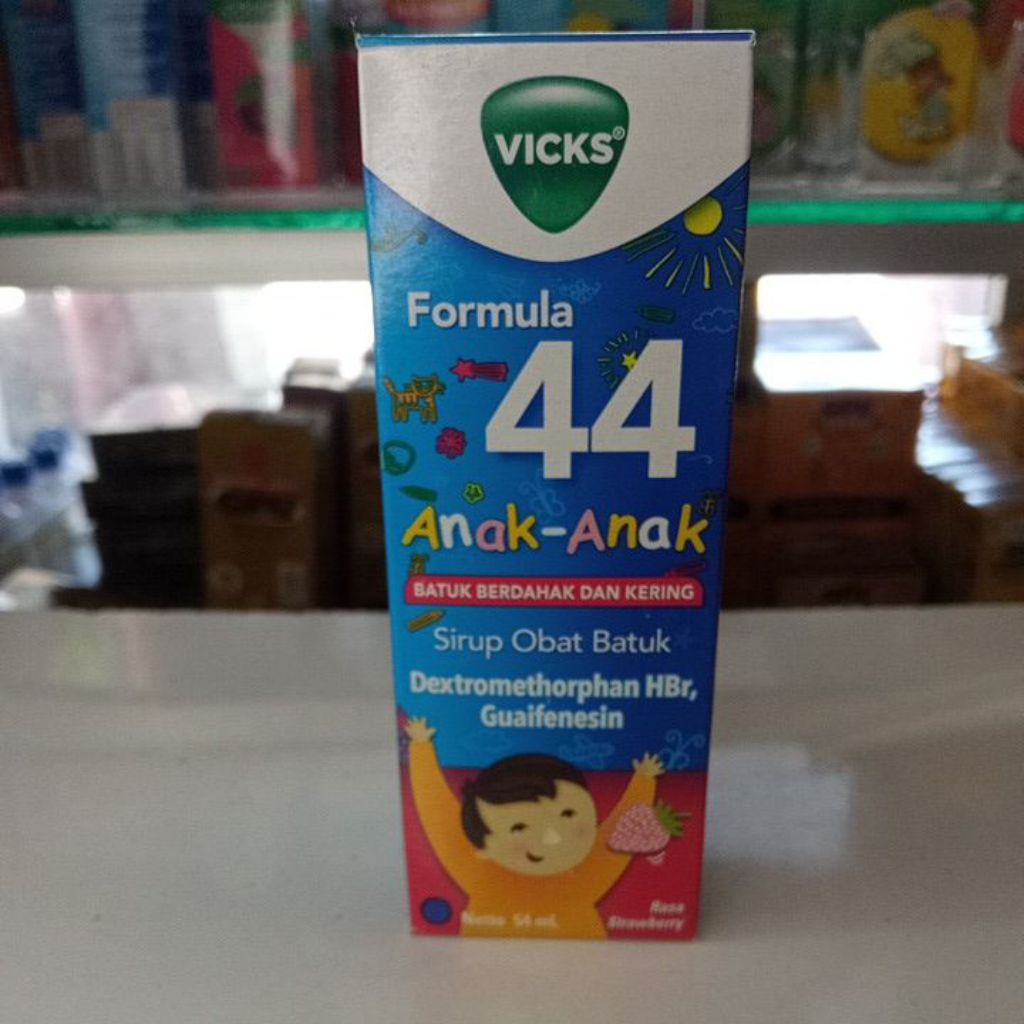 VICKS®
Formula
44
Anak-Anak
BATUK BERDAHAK DAN KERING
Sirup Obat Batuk
Dextromethorphan HBr,
Guaifenesin
Netto 54 mL
Rasa
Strawberry